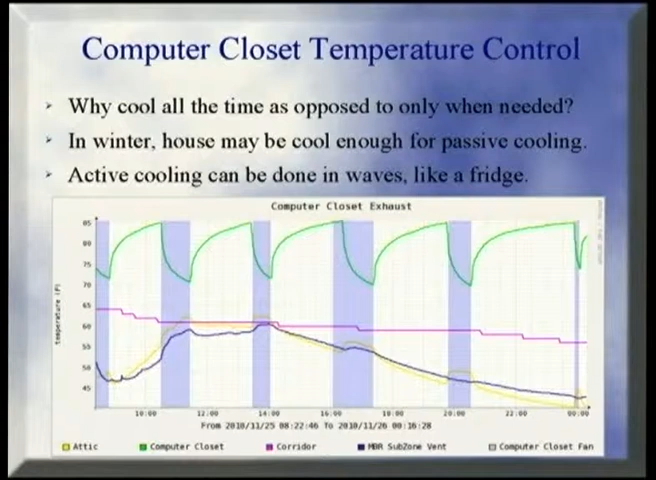 Computer Closet Temperature Control
Why cool all the time as opposed to only when needed?
In winter, house may be cool enough for passive cooling.
Active cooling can be done in waves, like a fridge.
Computer Closet Exhaust
temperature (F)
85
80
75
70
65
60
55
50
45
10:00 12:00 14:00 16:00 18:00 20:00 22:00 00:00
From 2010/11/25 08:22:46 To 2010/11/26 00:16:28
Attic Computer Closet Corridor MBR SubZone Vent Computer Closet Fan